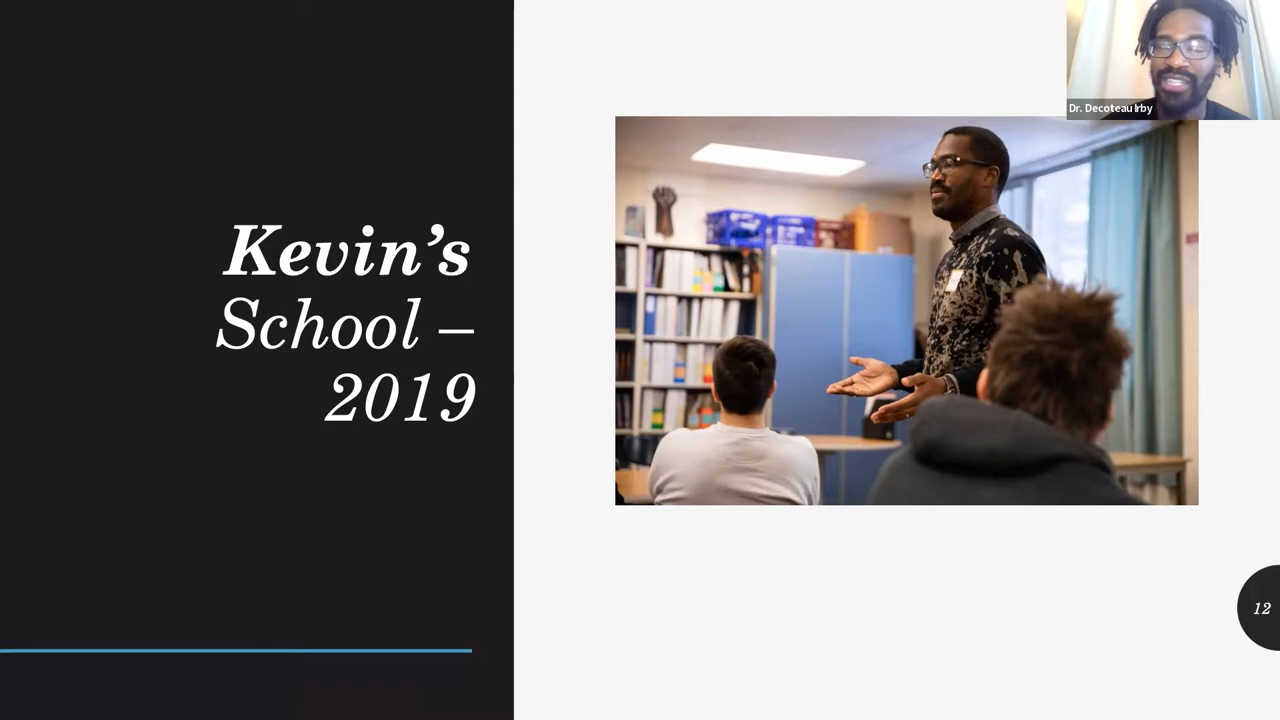 Dr. Decoteau Irby
Kevin’s
School –
2019
12